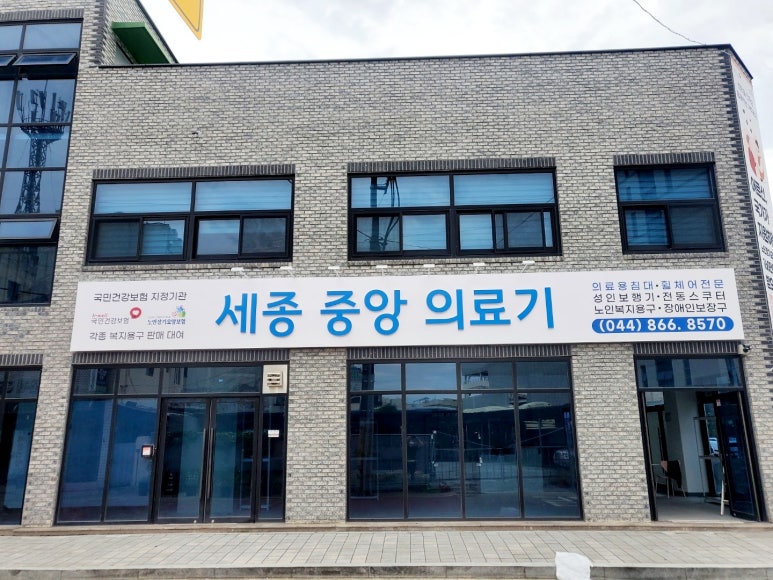 국민건강보험 지정기관
국민건강보험 노인장기요양보험
각종 복지용구 판매 대여
세종 중앙 의료기
의료용침대·휠체어전문
성인보행기·전동스쿠터
노인복지용구·장애인보장구
(044) 866. 8570